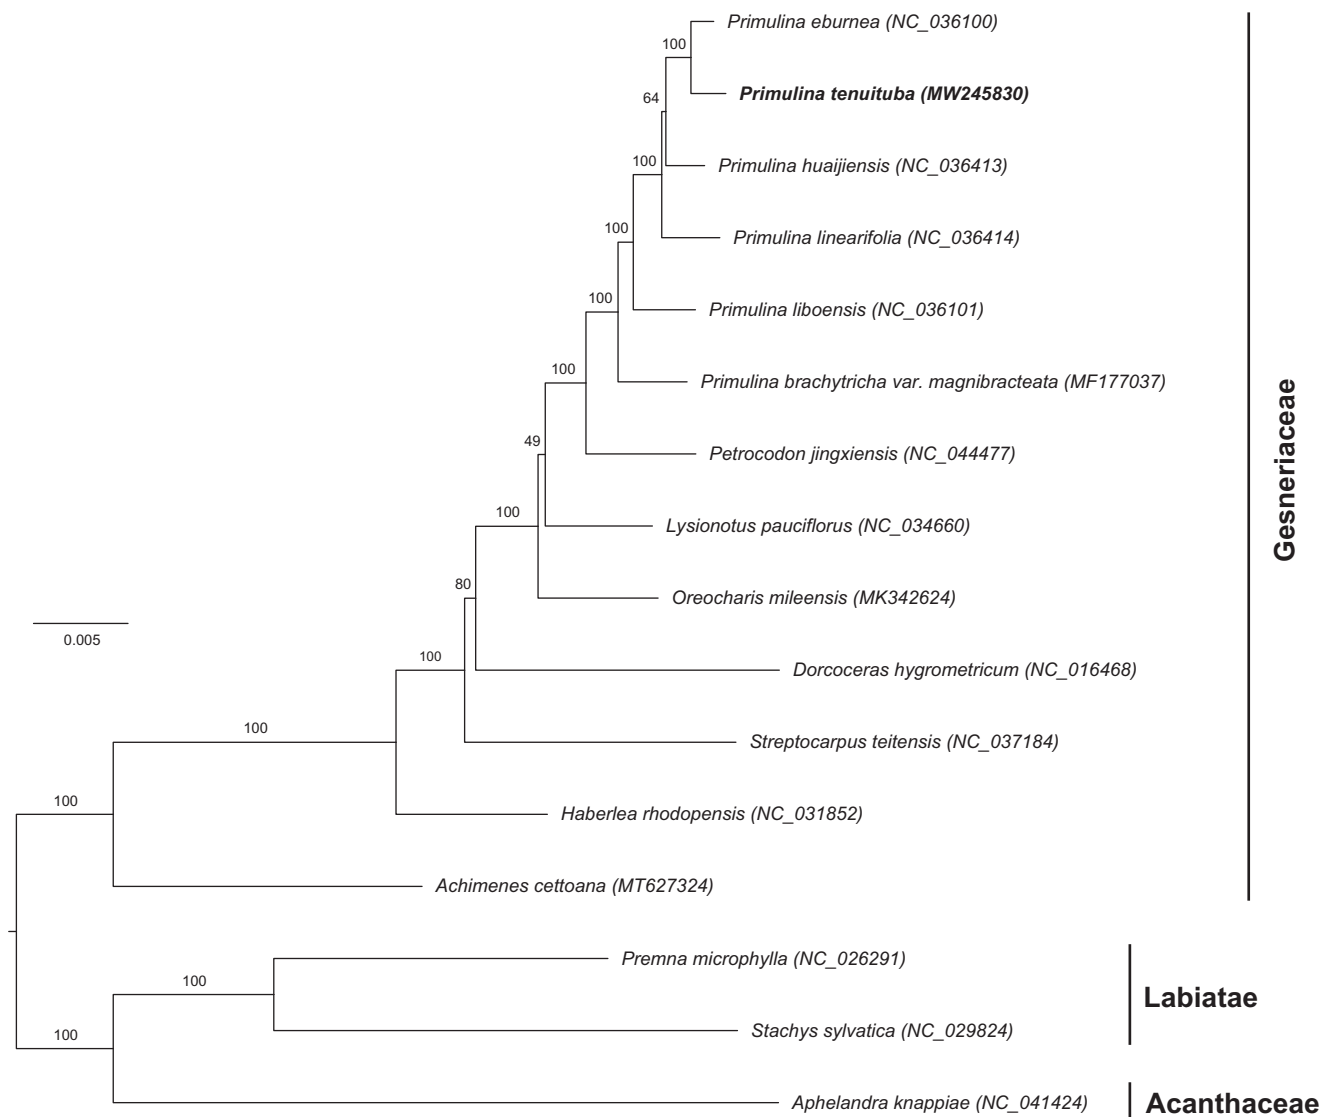 Primulina eburnea (NC_036100)
100
Primulina tenuituba (MW245830)
64
Primulina huaijiensis (NC_036413)
100
Primulina linearifolia (NC_036414)
100
Primulina liboensis (NC_036101)
100
Primulina brachytricha var. magnibracteata (MF177037)
100
Petrocodon jingxiensis (NC_044477)
49
Lysionotus pauciflorus (NC_034660)
100
Oreocharis mileensis (MK342624)
80
0.005
Dorcoceras hygrometricum (NC_016468)
100
Streptocarpus teitensis (NC_037184)
100
Haberlea rhodopensis (NC_031852)
100
Achimenes cettoana (MT627324)
Gesneriaceae
Premna microphylla (NC_026291)
100
Labiatae
Stachys sylvatica (NC_029824)
100
Aphelandra knappiae (NC_041424)
Acanthaceae